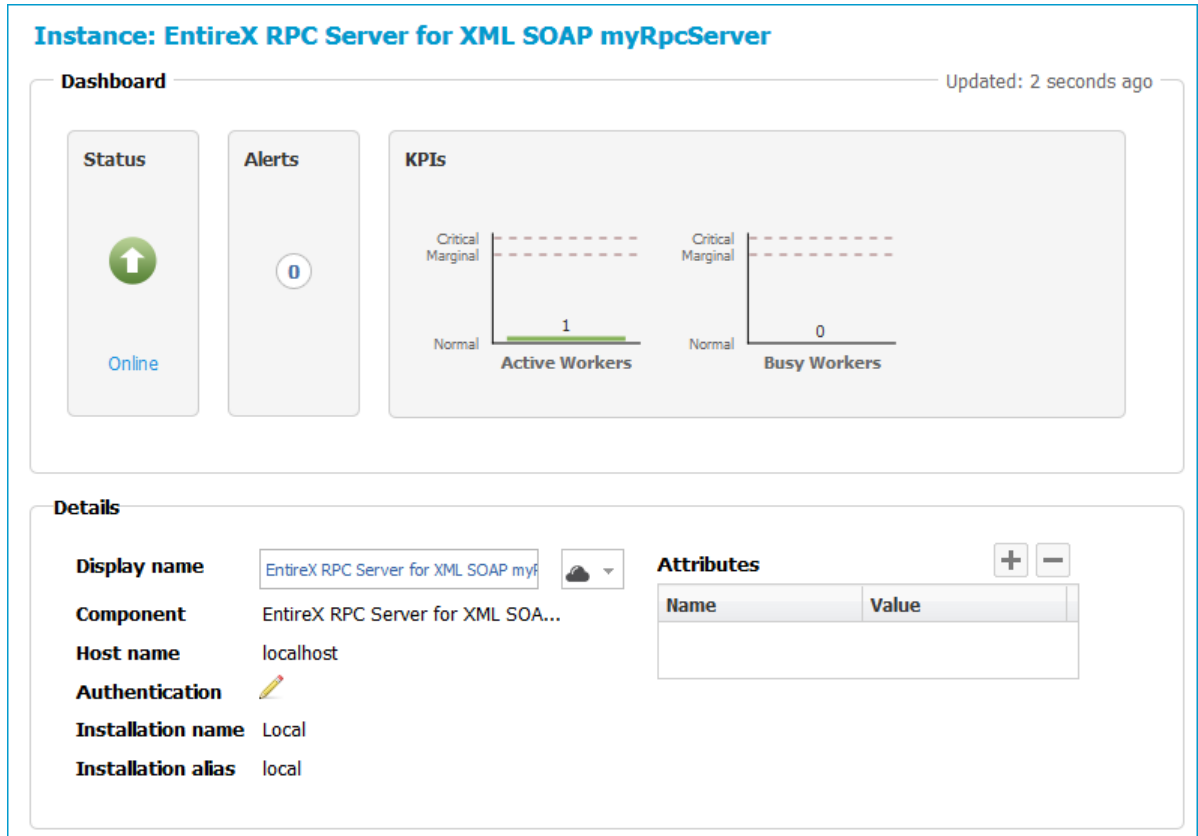 Instance: EntireX RPC Server for XML SOAP myRpcServer
Dashboard
Updated: 2 seconds ago
Status
Alerts
KPIs
Critical
Marginal
Normal
1
Active Workers
Critical
Marginal
Normal
0
Busy Workers
0
Online
Details
Display name
EntireX RPC Server for XML SOAP myR
Component
EntireX RPC Server for XML SOA...
Host name
localhost
Authentication
Installation name
Local
Installation alias
local
Attributes
Name
Value